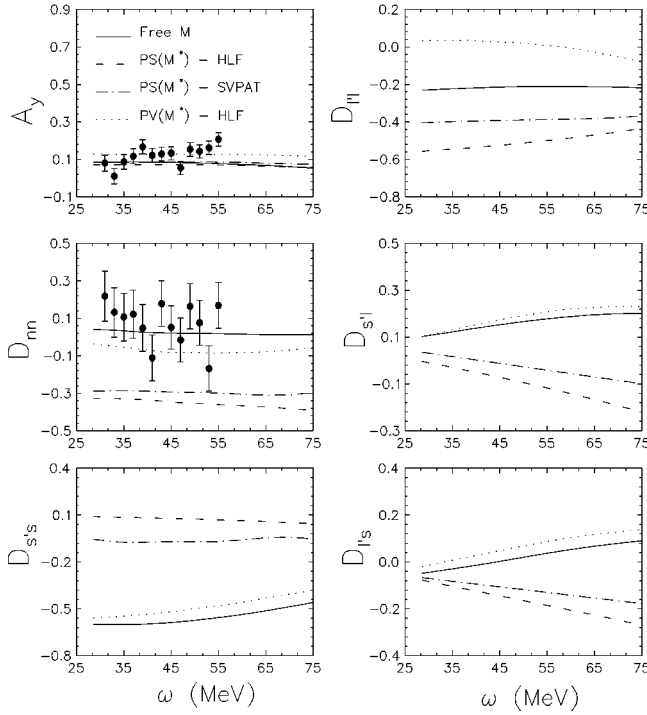 A_y
0.9
0.7
0.5
0.3
0.1
−0.1
25 35 45 55 65 75
Free M
PS(M*) − HLF
PS(M*) − SVPAT
PV(M*) − HLF
D_l'l
0.2
0.0
−0.2
−0.4
−0.6
−0.8
25 35 45 55 65 75
D_nn
0.5
0.3
0.1
−0.1
−0.3
−0.5
25 35 45 55 65 75
D_s'l
0.5
0.3
0.1
−0.1
−0.3
25 35 45 55 65 75
D_s's
0.4
0.1
−0.2
−0.5
−0.8
25 35 45 55 65 75
ω (MeV)
D_l's
0.4
0.2
0.0
−0.2
−0.4
25 35 45 55 65 75
ω (MeV)